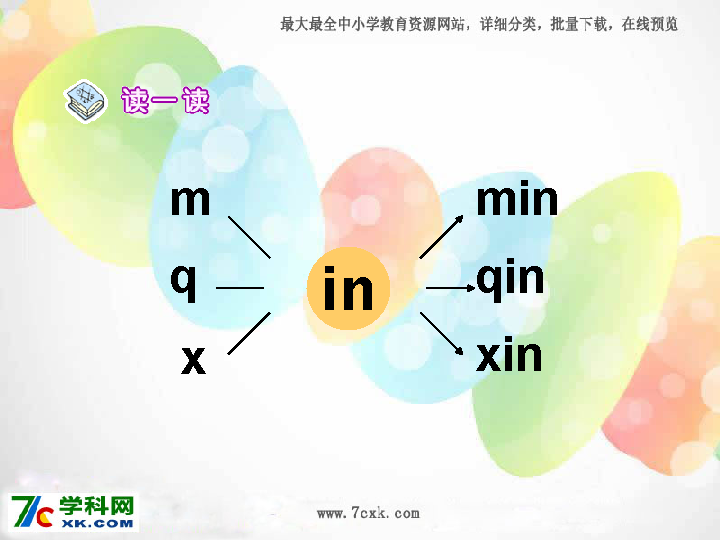 最大最全中小学教育资源网站，详细分类，批量下载，在线预览
读一读
m
min
q
in
qin
x
xin
7c 学科网
XK.COM
www.7cxk.com